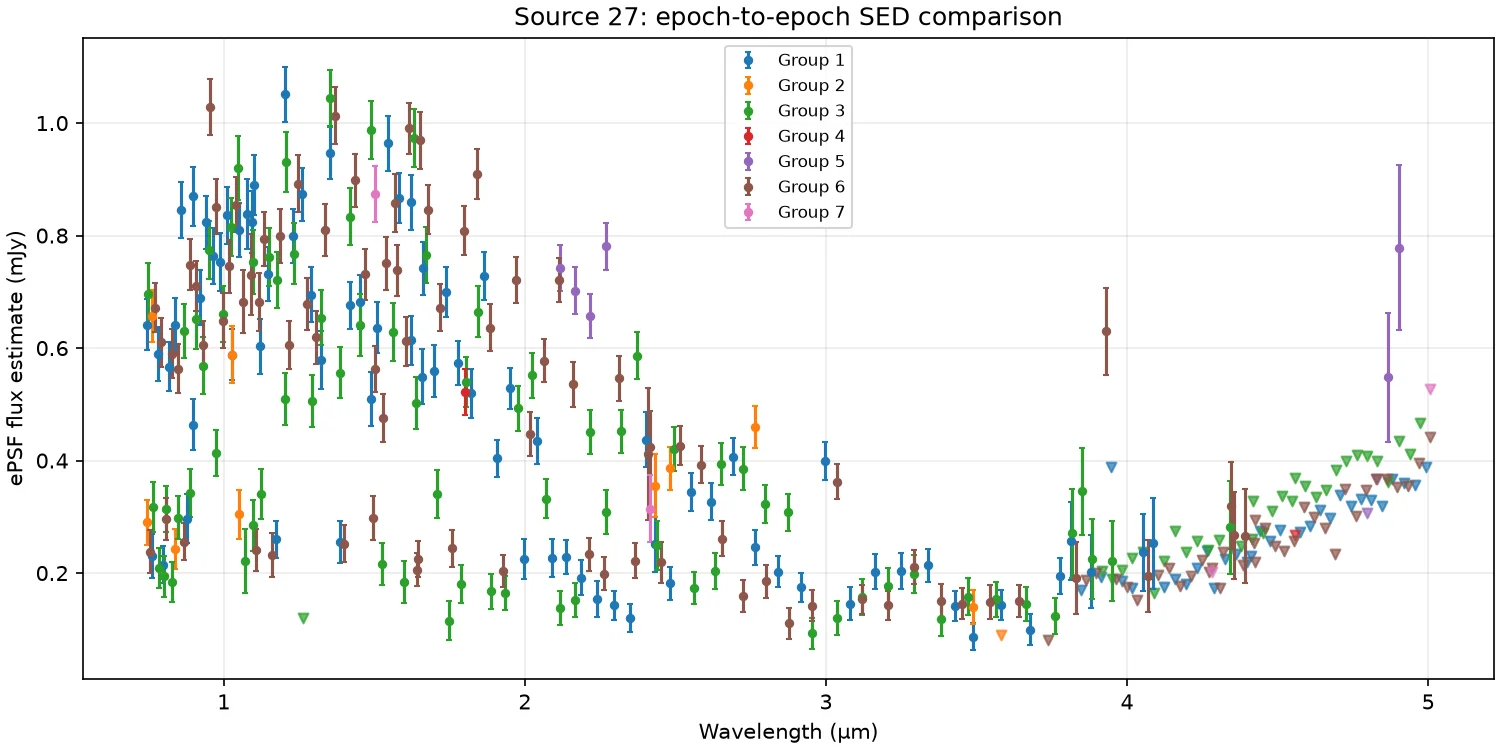 Source 27: epoch-to-epoch SED comparison
Group 1
Group 2
Group 3
Group 4
Group 5
Group 6
Group 7
1.0
0.8
0.6
0.4
0.2
ePSF flux estimate (mJy)
1 2 3 4 5
Wavelength (μm)